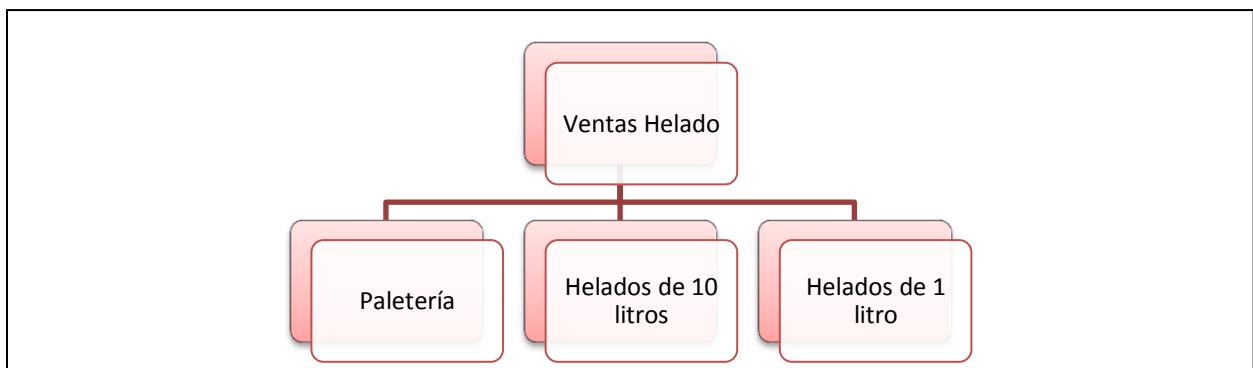 Ventas Helado
Paletería
Helados de 10
litros
Helados de 1
litro